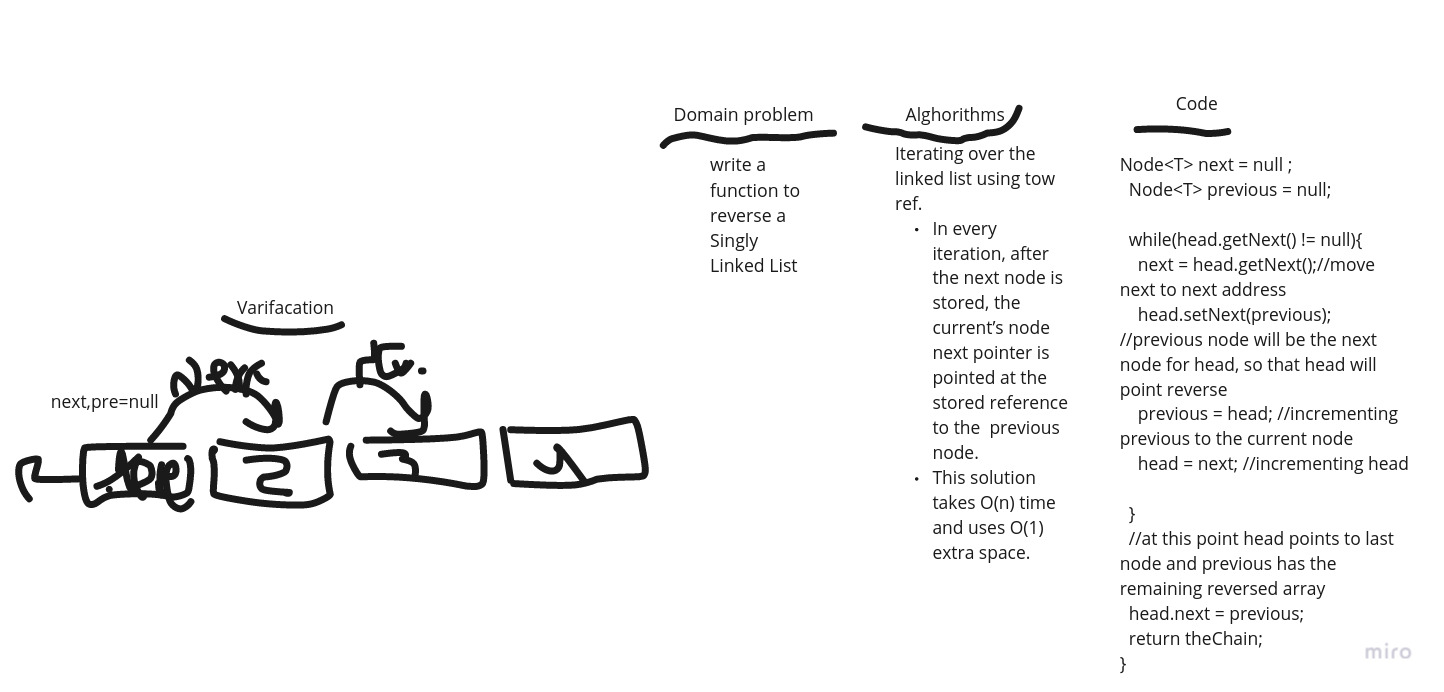 Domain problem
write a
function to
reverse a
Singly
Linked List
Alghorithms
Iterating over the
linked list using tow
ref.
• In every
iteration, after
the next node is
stored, the
current's node
next pointer is
pointed at the
stored reference
to the previous
node.
• This solution
takes O(n) time
and uses O(1)
extra space.
Code
Node<T> next = null ;
Node<T> previous = null;
while(head.getNext() != null){
next = head.getNext();//move
next to next address
head.setNext(previous);
//previous node will be the next
node for head, so that head will
point reverse
previous = head; //incrementing
previous to the current node
head = next; //incrementing head
}
//at this point head points to last
node and previous has the
remaining reversed array
head.next = previous;
return theChain;
}
Varifacation
Next
next,pre=null
2
3
miro